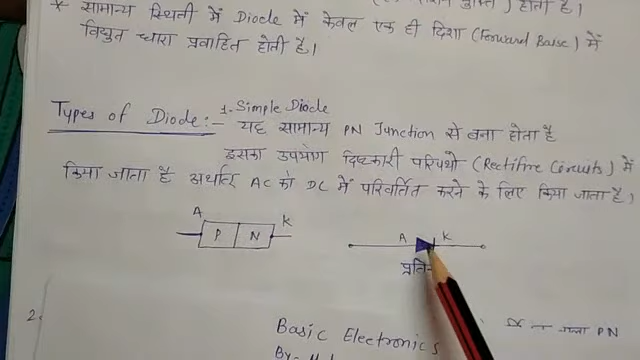 होता है।
* सामान्य स्थिती में Diode में केवल एक ही दिशा (Forward Baise) में
विद्युत धारा प्रवाहित होती है।
Types of Diode:- 1. Simple Diode
यह सामान्य PN Junction से बना होता है
इसका उपयोग दिष्टकारी परिपथो (Rectifire Circuits) में
किया जाता है अर्थात AC को DC में परिवर्तित करने के लिए किया जाता है।
A P N K
A K
2.
Basic Electronics
PN